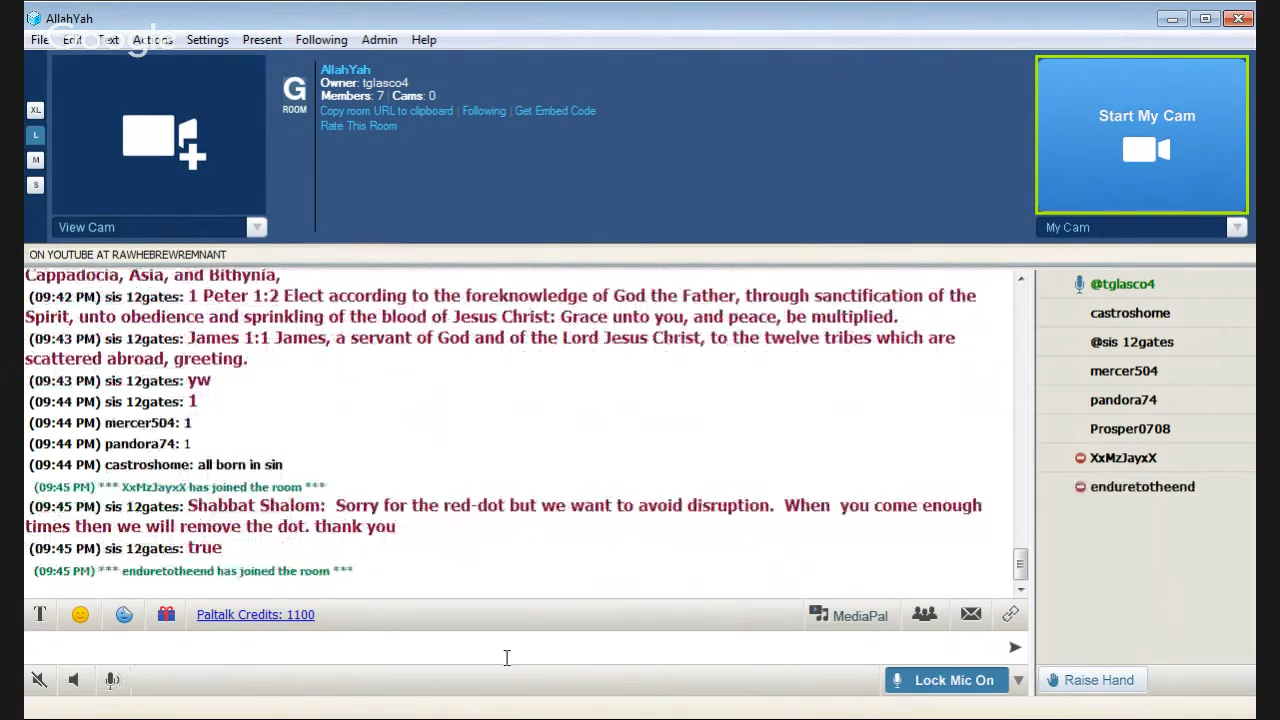 AllahYah
Google
File Edit Text Actions Settings Present Following Admin Help
XL
L
M
S
G
ROOM
AllahYah
Owner: tglasco4
Members: 7 | Cams: 0
Copy room URL to clipboard | Following | Get Embed Code
Rate This Room
Start My Cam
View Cam
My Cam
ON YOUTUBE AT RAWHEBREWREMNANT
Cappadocia, Asia, and Bithynia,
(09:42 PM) sis 12gates: 1 Peter 1:2 Elect according to the foreknowledge of God the Father, through sanctification of the
Spirit, unto obedience and sprinkling of the blood of Jesus Christ: Grace unto you, and peace, be multiplied.
(09:43 PM) sis 12gates: James 1:1 James, a servant of God and of the Lord Jesus Christ, to the twelve tribes which are
scattered abroad, greeting.
(09:43 PM) sis 12gates: yw
(09:44 PM) sis 12gates: 1
(09:44 PM) mercer504: 1
(09:44 PM) pandora74: 1
(09:44 PM) castroshome: all born in sin
(09:45 PM) *** XxMzJayxX has joined the room ***
(09:45 PM) sis 12gates: Shabbat Shalom: Sorry for the red-dot but we want to avoid disruption. When you come enough
times then we will remove the dot. thank you
(09:45 PM) sis 12gates: true
(09:45 PM) *** enduretotheend has joined the room ***
@tglasco4
castroshome
@sis 12gates
mercer504
pandora74
Prosper0708
XxMzJayxX
enduretotheend
T
Paltalk Credits: 1100
MediaPal
Lock Mic On
Raise Hand